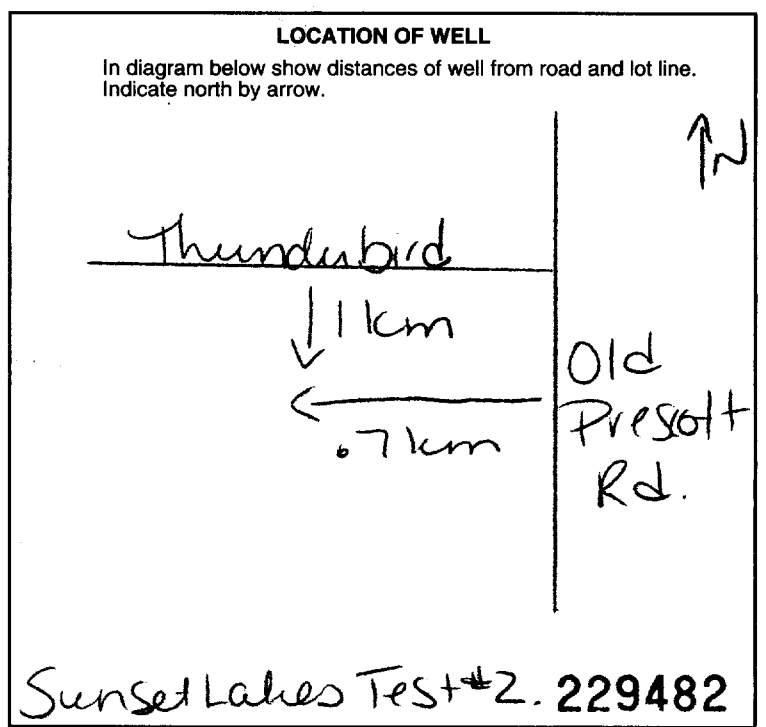 LOCATION OF WELL
In diagram below show distances of well from road and lot line.
Indicate north by arrow.
N
Thunderbird
1 km
Old
Prescott
Rd.
.7 km
Sunset Lakes Test #2. 229482